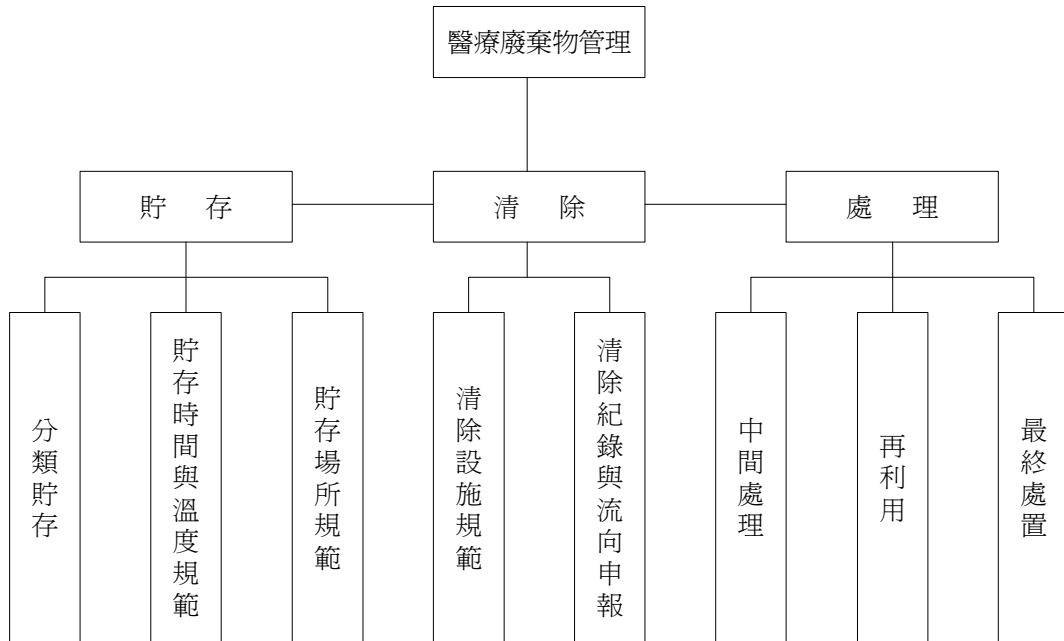 醫療廢棄物管理
貯存
清除
處理
分類貯存
貯存時間與溫度規範
貯存場所規範
清除設施規範
清除紀錄與流向申報
中間處理
再利用
最終處置